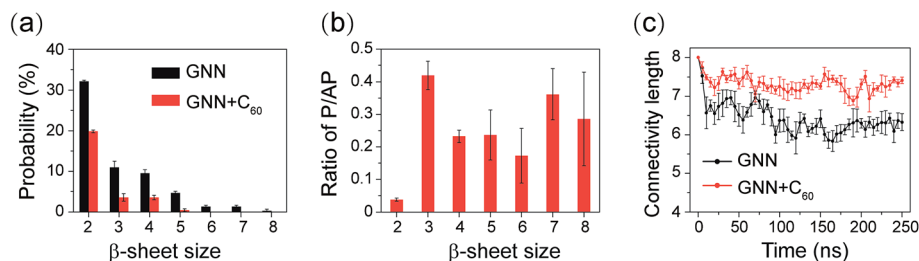 (a)
Probability (%)
40
30
20
10
0
GNN
GNN+C60
2 3 4 5 6 7 8
β-sheet size
(b)
Ratio of P/AP
0.5
0.4
0.3
0.2
0.1
0.0
2 3 4 5 6 7 8
β-sheet size
(c)
Connectivity length
8
7
6
5
4
GNN
GNN+C60
0 50 100 150 200 250
Time (ns)